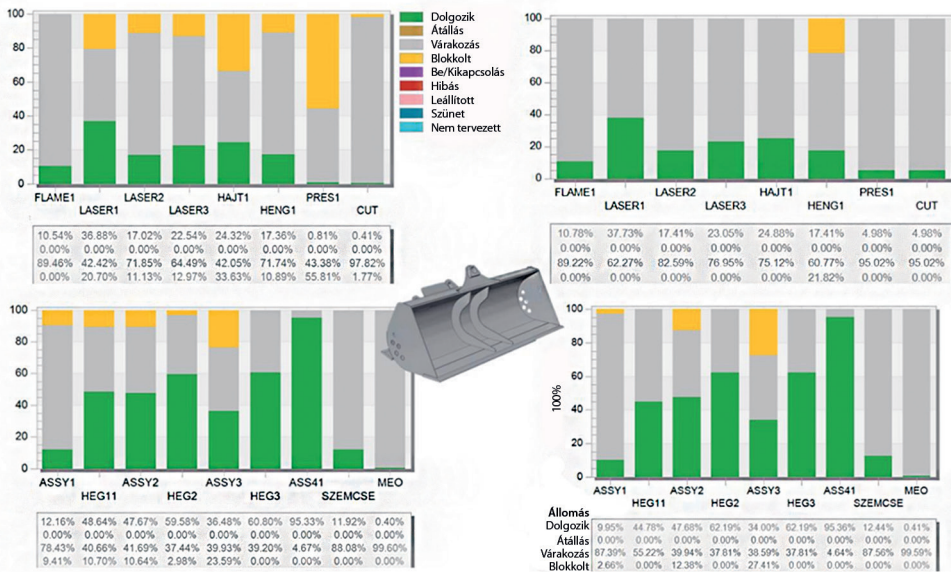 100
80
60
40
20
0
FLAME1 LASER1 LASER2 LASER3 HAJT1 HENG1 PRÉS1 CUT
10.54% 36.88% 17.02% 22.54% 24.32% 17.36% 0.81% 0.41%
0.00% 0.00% 0.00% 0.00% 0.00% 0.00% 0.00% 0.00%
89.46% 42.42% 71.85% 64.49% 42.05% 71.74% 43.38% 97.82%
0.00% 20.70% 11.13% 12.97% 33.63% 10.89% 55.81% 1.77%
Dolgozik
Átállás
Várakozás
Blokkolt
Be/Kikapcsolás
Hibás
Leállított
Szünet
Nem tervezett
100
80
60
40
20
0
FLAME1 LASER1 LASER2 LASER3 HAJT1 HENG1 PRÉS1 CUT
10.78% 37.73% 17.41% 23.05% 24.88% 17.41% 4.98% 4.98%
0.00% 0.00% 0.00% 0.00% 0.00% 0.00% 0.00% 0.00%
89.22% 62.27% 82.59% 76.95% 75.12% 60.77% 95.02% 95.02%
0.00% 0.00% 0.00% 0.00% 0.00% 21.82% 0.00% 0.00%
100
80
60
40
20
0
ASSY1 HEG11 ASSY2 HEG2 ASSY3 HEG3 ASS41 SZEMCSE MEO
12.16% 48.64% 47.67% 59.58% 36.48% 60.80% 95.33% 11.92% 0.40%
0.00% 0.00% 0.00% 0.00% 0.00% 0.00% 0.00% 0.00% 0.00%
78.43% 40.66% 41.69% 37.44% 39.93% 39.20% 4.67% 88.08% 99.60%
9.41% 10.70% 10.64% 2.98% 23.59% 0.00% 0.00% 0.00% 0.00%
100%
100
80
60
40
20
0
ASSY1 HEG11 ASSY2 HEG2 ASSY3 HEG3 ASS41 SZEMCSE MEO
Állomás
Dolgozik 9.95% 44.78% 47.68% 62.19% 34.00% 62.19% 95.36% 12.44% 0.41%
Átállás 0.00% 0.00% 0.00% 0.00% 0.00% 0.00% 0.00% 0.00% 0.00%
Várakozás 87.39% 55.22% 39.94% 37.81% 38.59% 37.81% 4.64% 87.56% 99.59%
Blokkolt 2.66% 0.00% 12.38% 0.00% 27.41% 0.00% 0.00% 0.00% 0.00%